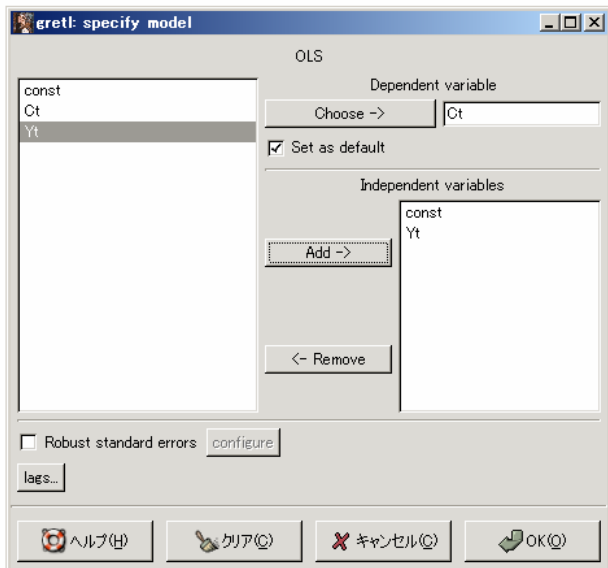 gretl: specify model
OLS
const
Ct
Yt
Dependent variable
Choose ->
Ct
Set as default
Independent variables
const
Yt
Add ->
<- Remove
Robust standard errors
configure
lags...
ヘルプ(H)
クリア(C)
キャンセル(C)
OK(O)